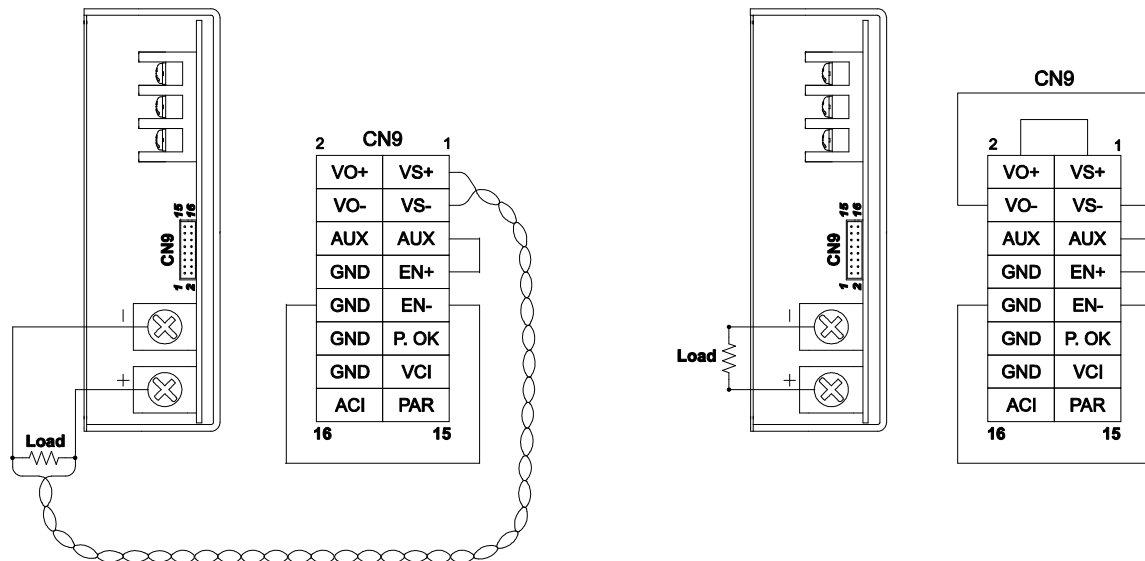 2 CN9 1
VO+ VS+
VO- VS-
AUX AUX
GND EN+
GND EN-
GND P. OK
GND VCI
ACI PAR
16 15
15 16
CN9
1 2
-
+
Load
CN9
2 1
VO+ VS+
VO- VS-
AUX AUX
GND EN+
GND EN-
GND P. OK
GND VCI
ACI PAR
16 15
15 16
CN9
1 2
-
+
Load